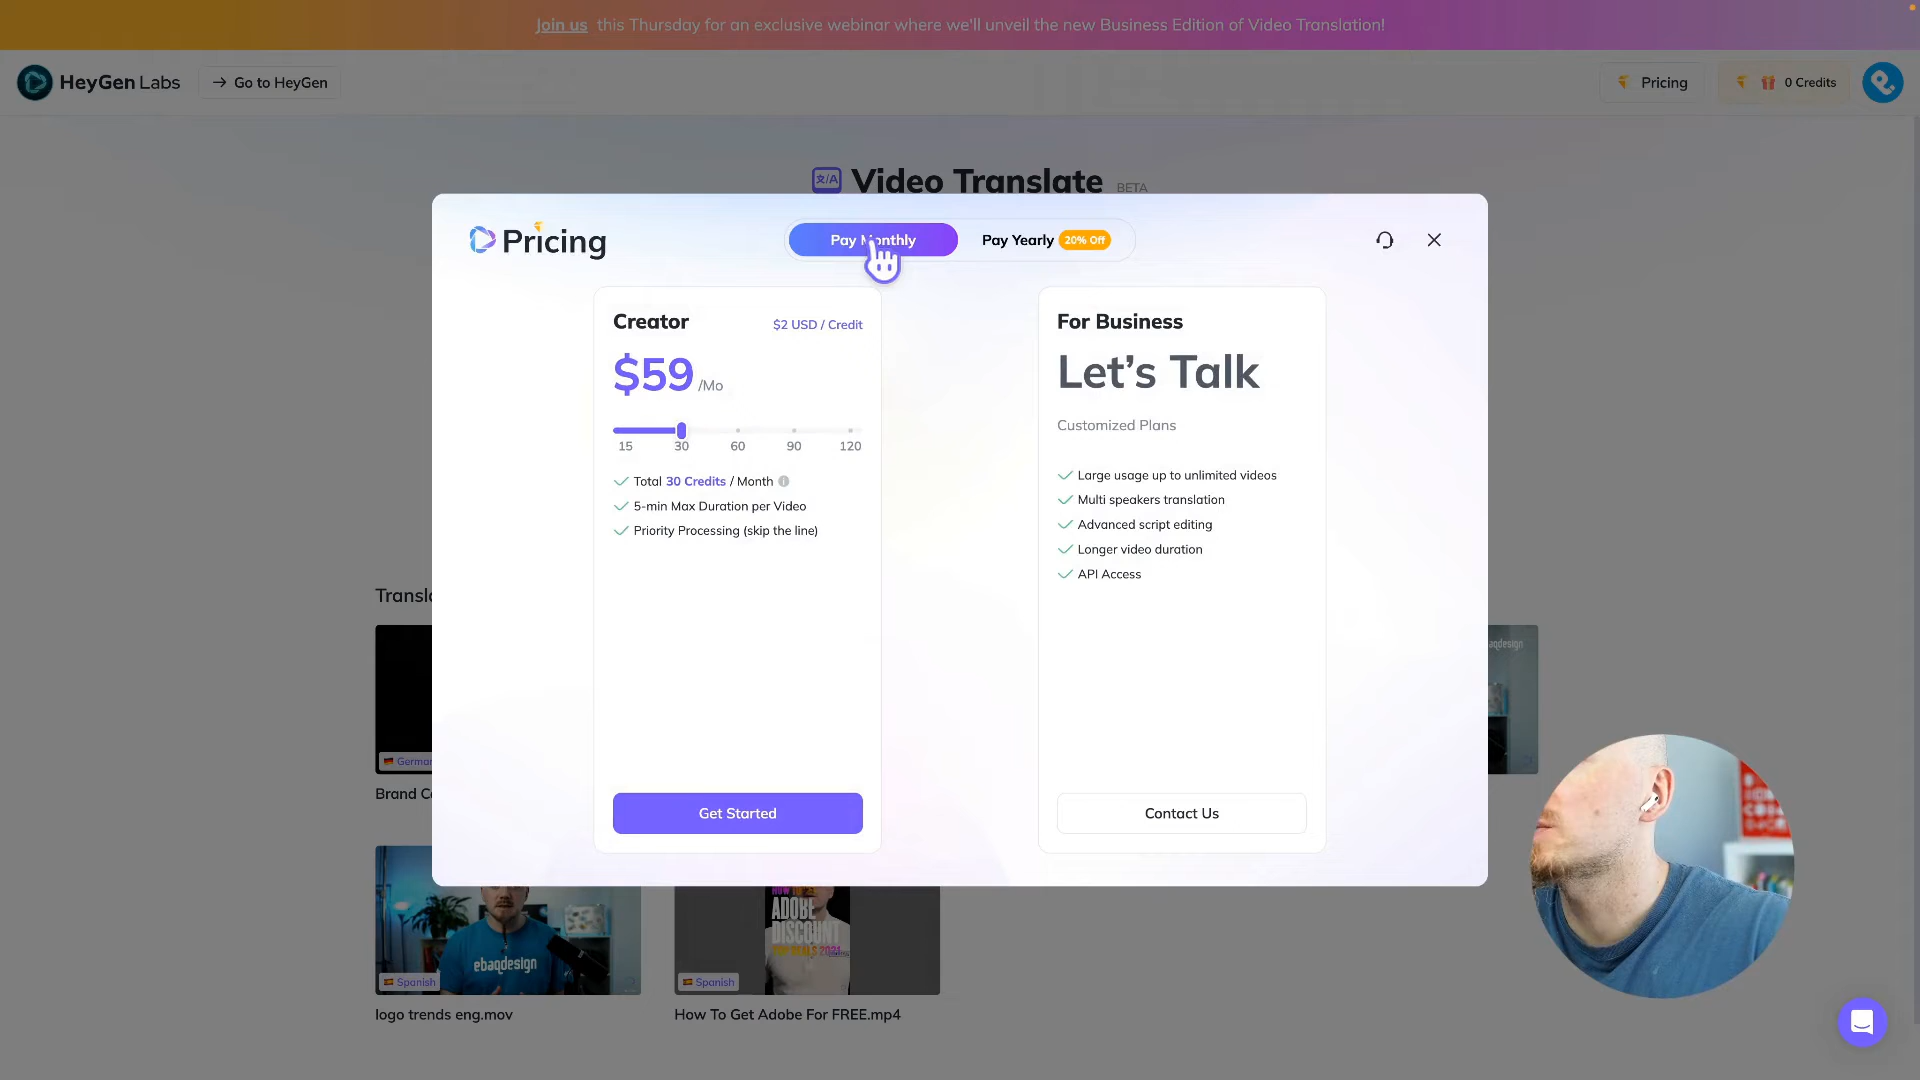 Join us this Thursday for an exclusive webinar where we'll unveil the new Business Edition of Video Translation!
HeyGen Labs
→ Go to HeyGen
Pricing
0 Credits
Video Translate BETA
Pricing
Pay Monthly
Pay Yearly 20% Off
Creator
$2 USD / Credit
$59 /Mo
15 30 60 90 120
Total 30 Credits / Month
5-min Max Duration per Video
Priority Processing (skip the line)
Get Started
For Business
Let's Talk
Customized Plans
Large usage up to unlimited videos
Multi speakers translation
Advanced script editing
Longer video duration
API Access
Contact Us
ebaqdesign
ebaqdesign
Spanish
logo trends eng.mov
ADOBE
DISCOUNT
Spanish
How To Get Adobe For FREE.mp4